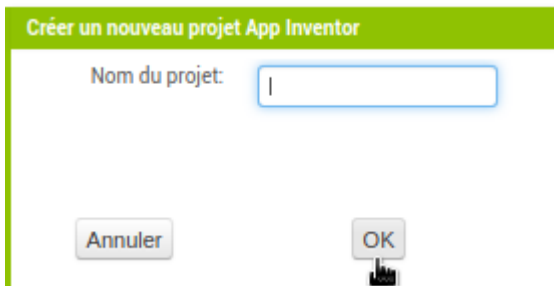 Créer un nouveau projet App Inventor
Nom du projet:
Annuler OK